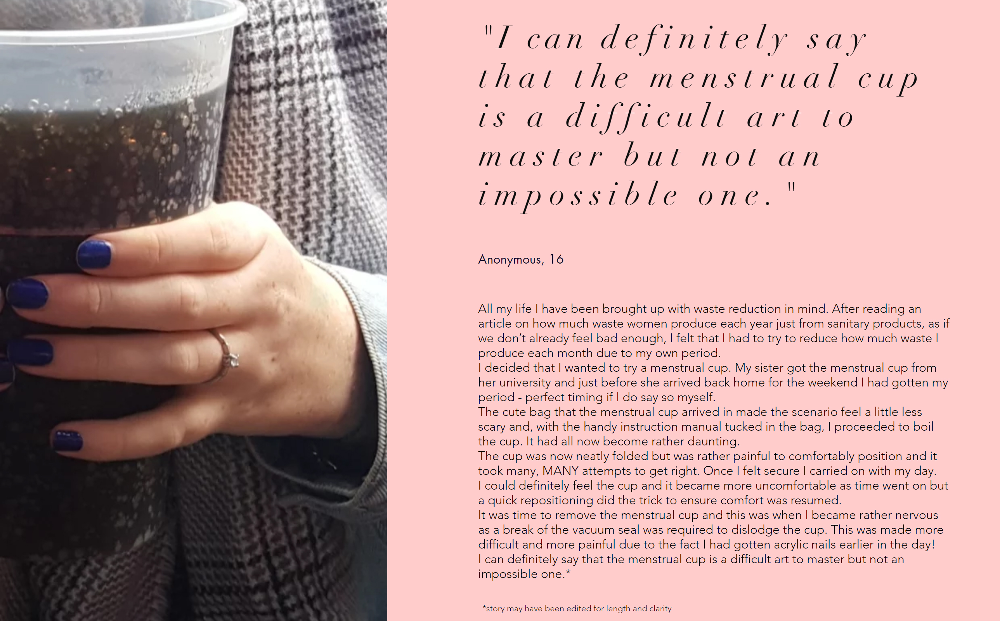 "I can definitely say
that the menstrual cup
is a difficult art to
master but not an
impossible one."
Anonymous, 16
All my life I have been brought up with waste reduction in mind. After reading an
article on how much waste women produce each year just from sanitary products, as if
we don’t already feel bad enough, I felt that I had to try to reduce how much waste I
produce each month due to my own period.
I decided that I wanted to try a menstrual cup. My sister got the menstrual cup from
her university and just before she arrived back home for the weekend I had gotten my
period - perfect timing if I do say so myself.
The cute bag that the menstrual cup arrived in made the scenario feel a little less
scary and, with the handy instruction manual tucked in the bag, I proceeded to boil
the cup. It had all now become rather daunting.
The cup was now neatly folded but was rather painful to comfortably position and it
took many, MANY attempts to get right. Once I felt secure I carried on with my day.
I could definitely feel the cup and it became more uncomfortable as time went on but
a quick repositioning did the trick to ensure comfort was resumed.
It was time to remove the menstrual cup and this was when I became rather nervous
as a break of the vacuum seal was required to dislodge the cup. This was made more
difficult and more painful due to the fact I had gotten acrylic nails earlier in the day!
I can definitely say that the menstrual cup is a difficult art to master but not an
impossible one.*
*story may have been edited for length and clarity